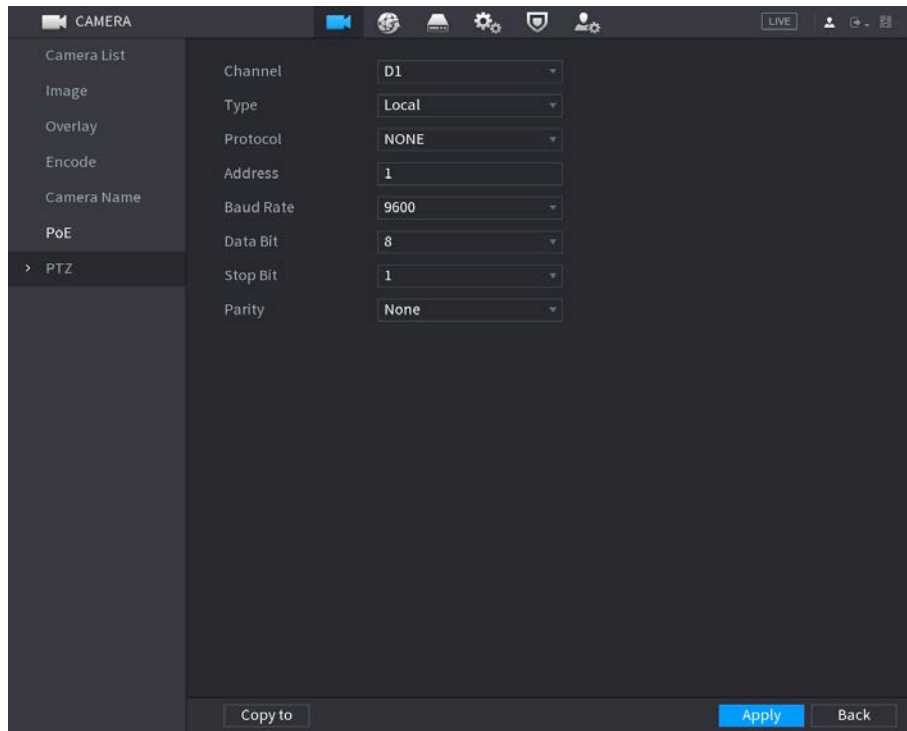 CAMERA
LIVE
Camera List
Image
Overlay
Encode
Camera Name
PoE
> PTZ
Channel D1
Type Local
Protocol NONE
Address 1
Baud Rate 9600
Data Bit 8
Stop Bit 1
Parity None
Copy to Apply Back